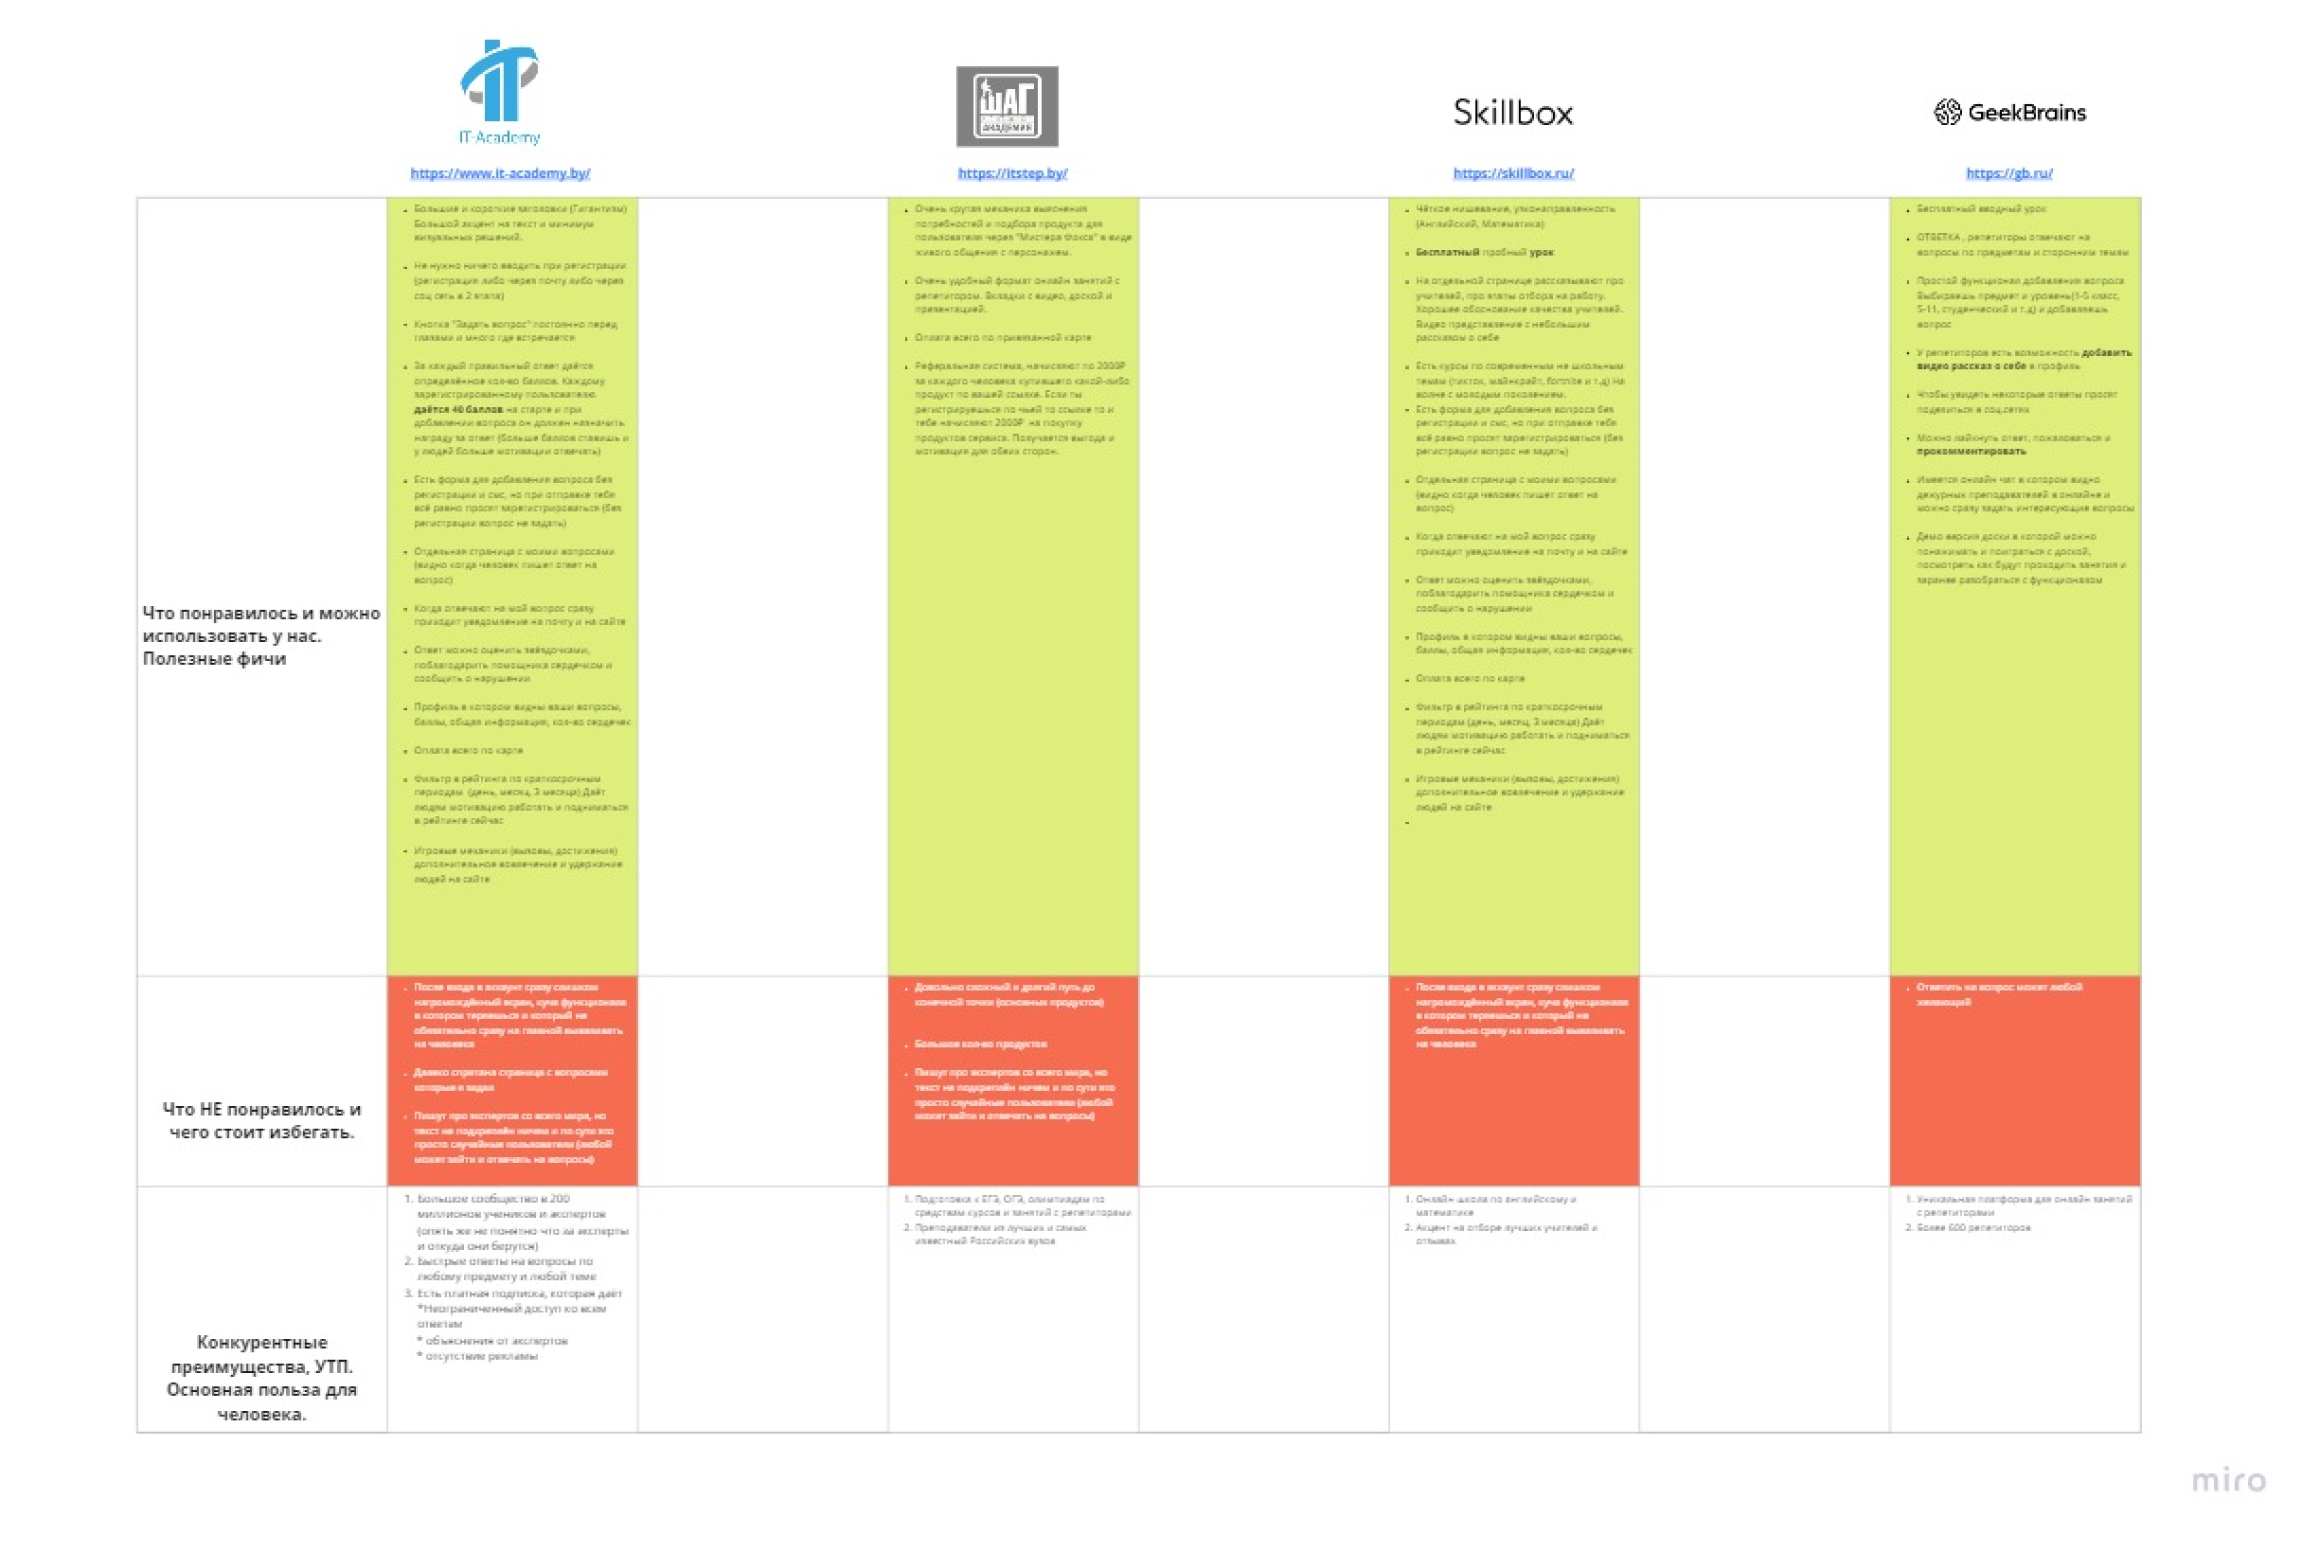 IT-Academy
ШАГ
АКАДЕМИЯ
Skillbox
GeekBrains
https://www.it-academy.by/
https://itstep.by/
https://skillbox.ru/
https://gb.ru/
Что понравилось и можно
использовать у нас.
Полезные фичи
• Большие и короткие заголовки (Гигантизм)
Большой акцент на текст и минимум
визуальных решений.
• Не нужно ничего вводить при регистрации
(регистрация либо через почту либо через
соц сеть в 2 этапа)
• Кнопка "Задать вопрос" постоянно перед
глазами и много где встречается
• За каждый правильный ответ даётся
определённое кол-во баллов. Каждому
зарегистрированному пользователю
даётся 40 баллов на старте и при
добавлении вопроса он должен назначить
награду за ответ (больше баллов ставишь и
у людей больше мотивации отвечать)
• Есть форма для добавления вопроса без
регистрации и смс, но при отправке тебя
всё равно просят зарегистрироваться (без
регистрации вопрос не задать)
• Отдельная страница с моими вопросами
(видно когда человек пишет ответ на
вопрос)
• Когда отвечают на мой вопрос сразу
приходит уведомление на почту и на сайте
• Ответ можно оценить звёздочками,
поблагодарить помощника сердечком и
сообщить о нарушении
• Профиль в котором видны ваши вопросы,
баллы, общая информация, кол-во сердечек
• Оплата всего по карте
• Фильтр в рейтинга по краткосрочным
периодам (день, месяц, 3 месяца) Даёт
людям мотивацию работать и подниматься
в рейтинге сейчас
• Игровые механики (вызовы, достижения)
дополнительное вовлечение и удержание
людей на сайте
• Очень крутая механика выяснения
потребностей и подбора продукта для
пользователя через "Мистера Фокса" в виде
живого общения с персонажем.
• Очень удобный формат онлайн занятий с
репетитором. Вкладки с видео, доской и
презентацией.
• Оплата всего по привязанной карте
• Реферальная система, начисляют по 2000₽
за каждого человека купившего какой-либо
продукт по вашей ссылке. Если ты
регистрируешься по чьей то ссылке то и
тебе начисляют 2000₽ на покупку
продуктов сервиса. Получается выгода и
мотивация для обеих сторон.
• Чёткое нишевание, узконаправленность
(Английский, Математика)
• Бесплатный пробный урок
• На отдельной странице рассказывают про
учителей, про этапы отбора на работу.
Хорошее обоснование качества учителей.
Видео представление с небольшим
рассказом о себе
• Есть курсы по современным не школьным
темам (тикток, майнкрайт, fortnite и т.д) На
волне с молодым поколением.
• Есть форма для добавления вопроса без
регистрации и смс, но при отправке тебя
всё равно просят зарегистрироваться (без
регистрации вопрос не задать)
• Отдельная страница с моими вопросами
(видно когда человек пишет ответ на
вопрос)
• Когда отвечают на мой вопрос сразу
приходит уведомление на почту и на сайте
• Ответ можно оценить звёздочками,
поблагодарить помощника сердечком и
сообщить о нарушении
• Профиль в котором видны ваши вопросы,
баллы, общая информация, кол-во сердечек
• Оплата всего по карте
• Фильтр в рейтинга по краткосрочным
периодам (день, месяц, 3 месяца) Даёт
людям мотивацию работать и подниматься
в рейтинге сейчас
• Игровые механики (вызовы, достижения)
дополнительное вовлечение и удержание
людей на сайте
•
• Бесплатный вводный урок
• ОТВЕТКА, репетиторы отвечают на
вопросы по предметам и сторонним темам
• Простой функционал добавления вопроса
Выбираешь предмет и уровень(1-5 класс,
5-11, студенческий и т.д) и добавляешь
вопрос
• У репетиторов есть возможность добавить
видео рассказ о себе в профиль
• Чтобы увидеть некоторые ответы просят
поделиться в соц.сетях
• Можно лайкнуть ответ, пожаловаться и
прокомментировать
• Имеется онлайн чат в котором видно
дежурных преподавателей в онлайне и
можно сразу задать интересующие вопросы
• Демо версия доски в которой можно
понажимать и поиграться с доской,
посмотреть как будут проходить занятия и
заранее разобраться с функционалом
Что НЕ понравилось и
чего стоит избегать.
• После входа в аккаунт сразу слишком
нагромождённый экран, куча функционала
в котором теряешься и который не
обязательно сразу на главной вываливать
на человека
• Далеко спрятана страница с вопросами
которые я задал
• Пишут про экспертов со всего мира, но
текст не подкреплён ничем и по сути это
просто случайные пользователи (любой
может зайти и отвечать на вопросы)
• Довольно сложный и долгий путь до
конечной точки (основных продуктов)
• Большое кол-во продуктов
• Пишут про экспертов со всего мира, но
текст не подкреплён ничем и по сути это
просто случайные пользователи (любой
может зайти и отвечать на вопросы)
• После входа в аккаунт сразу слишком
нагромождённый экран, куча функционала
в котором теряешься и который не
обязательно сразу на главной вываливать
на человека
• Ответить на вопрос может любой
желающий
Конкурентные
преимущества, УТП.
Основная польза для
человека.
1. Большое сообщество в 200
миллионов учеников и экспертов
(опять же не понятно что за эксперты
и откуда они берутся)
2. Быстрые ответы на вопросы по
любому предмету и любой теме
3. Есть платная подписка, которая даёт
*Неограниченный доступ ко всем
ответам
* объяснения от экспертов
* отсутствие рекламы
1. Подготовка к ЕГЭ, ОГЭ, олимпиадам по
средствам курсов и занятий с репетиторами
2. Преподаватели из лучших и самых
известный Российских вузов
1. Онлайн школа по английскому и
математике
2. Акцент на отборе лучших учителей и
отзывах
1. Уникальная платформа для онлайн занятий
с репетиторами
2. Более 600 репетиторов
miro